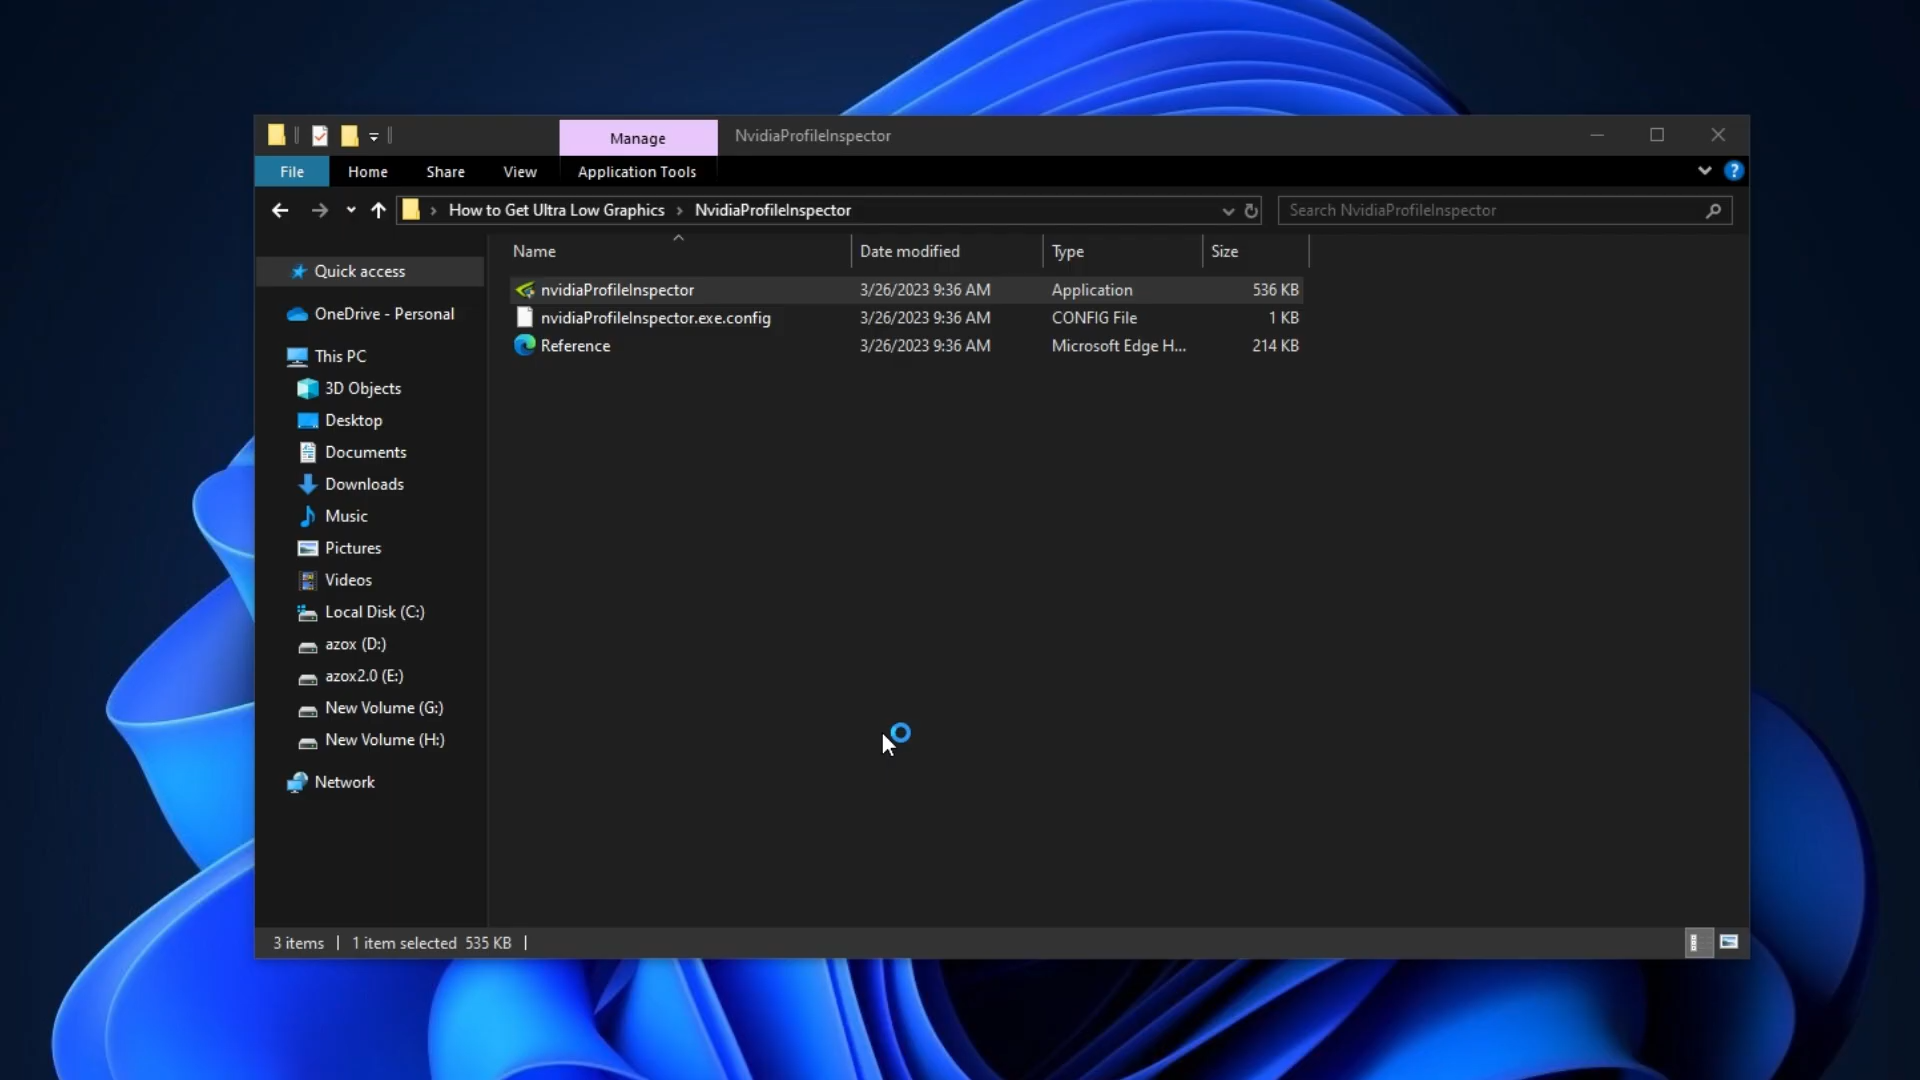 Manage
NvidiaProfileInspector
File
Home
Share
View
Application Tools
?
How to Get Ultra Low Graphics
NvidiaProfileInspector
Search NvidiaProfileInspector
Name
Date modified
Type
Size
Quick access
OneDrive - Personal
This PC
3D Objects
Desktop
Documents
Downloads
Music
Pictures
Videos
Local Disk (C:)
azox (D:)
azox2.0 (E:)
New Volume (G:)
New Volume (H:)
Network
nvidiaProfileInspector 3/26/2023 9:36 AM Application 536 KB
nvidiaProfileInspector.exe.config 3/26/2023 9:36 AM CONFIG File 1 KB
Reference 3/26/2023 9:36 AM Microsoft Edge H... 214 KB
3 items 1 item selected 535 KB